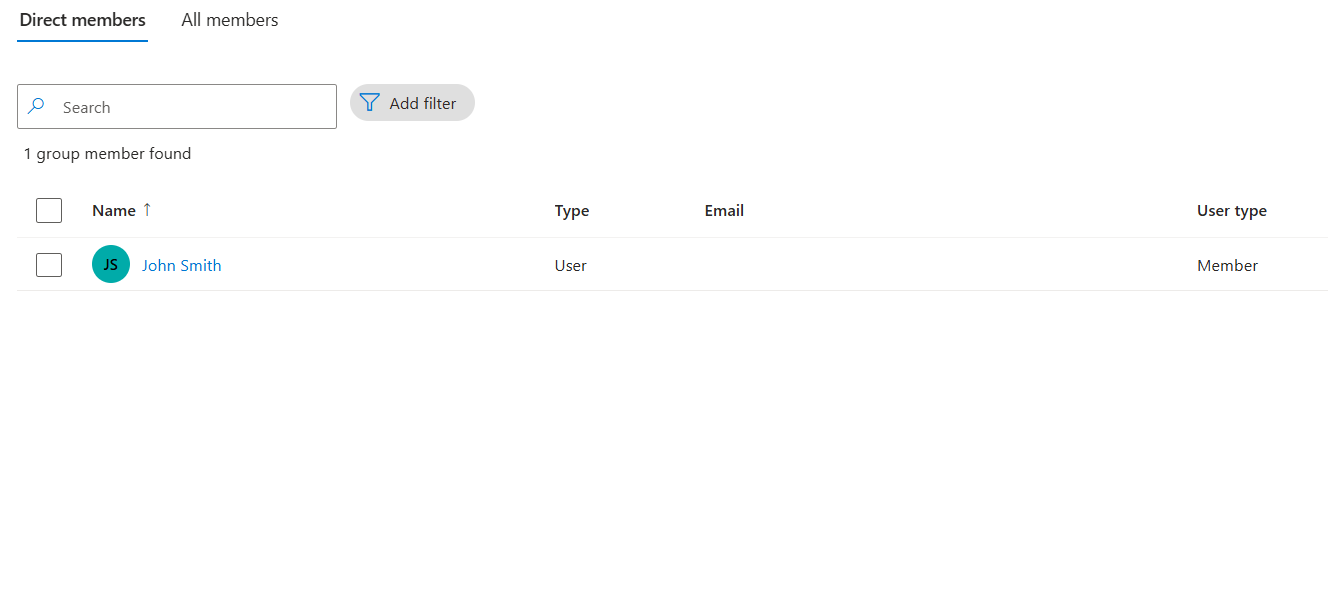 Direct members All members
Search
Add filter
1 group member found
Name ↑ Type Email User type
JS John Smith User Member